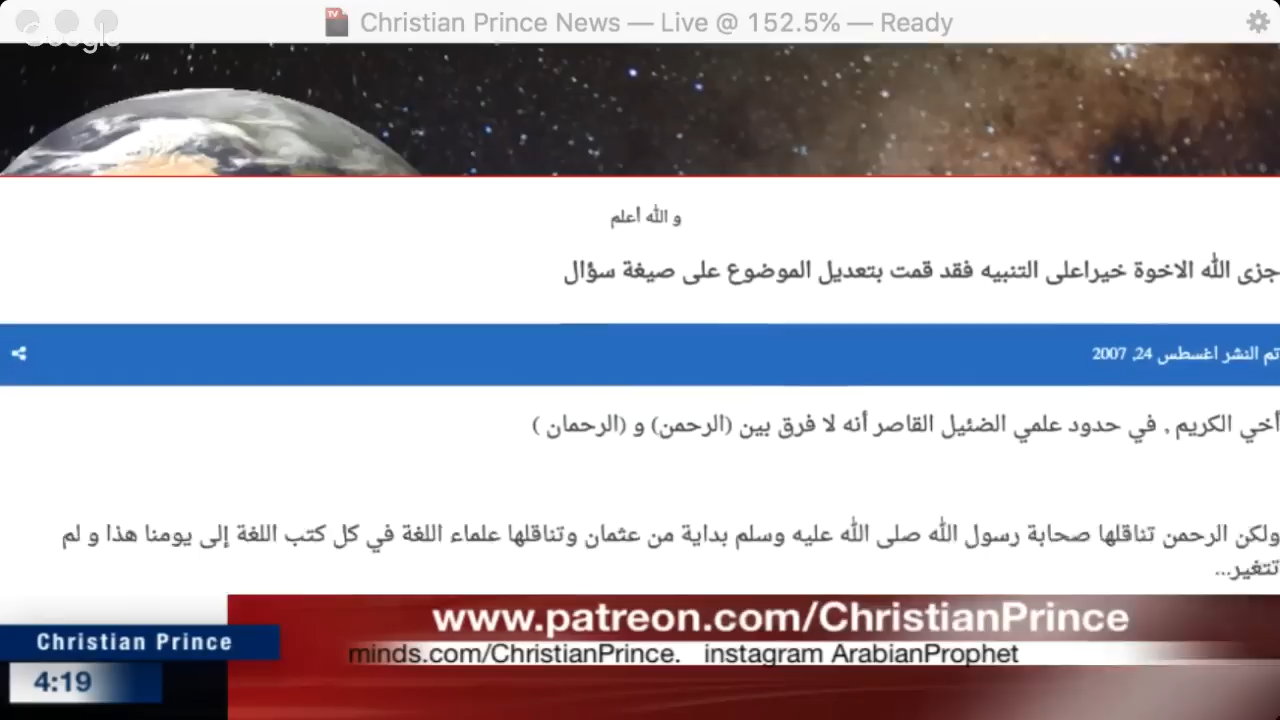 Christian Prince News — Live @ 152.5% — Ready
Google
و الله أعلم
جزى الله الاخوة خيراعلى التنبيه فقد قمت بتعديل الموضوع على صيغة سؤال
تم النشر اغسطس 24, 2007
أخي الكريم , في حدود علمي الضئيل القاصر أنه لا فرق بين (الرحمن) و (الرحمان )
ولكن الرحمن تناقلها صحابة رسول الله صلى الله عليه وسلم بداية من عثمان وتناقلها علماء اللغة في كل كتب اللغة إلى يومنا هذا و لم
تتغير...
www.patreon.com/ChristianPrince
Christian Prince
minds.com/ChristianPrince. instagram ArabianProphet
4:19